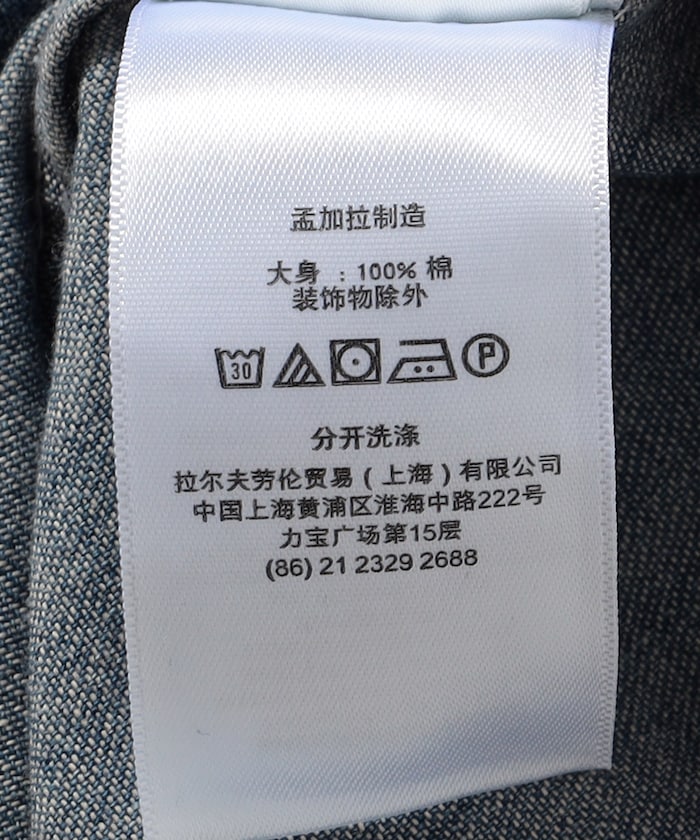 孟加拉制造
大身 : 100% 棉
装饰物除外
30 P
分开洗涤
拉尔夫劳伦贸易 ( 上海 ) 有限公司
中国上海黄浦区淮海中路222号
力宝广场第15层
(86) 21 2329 2688